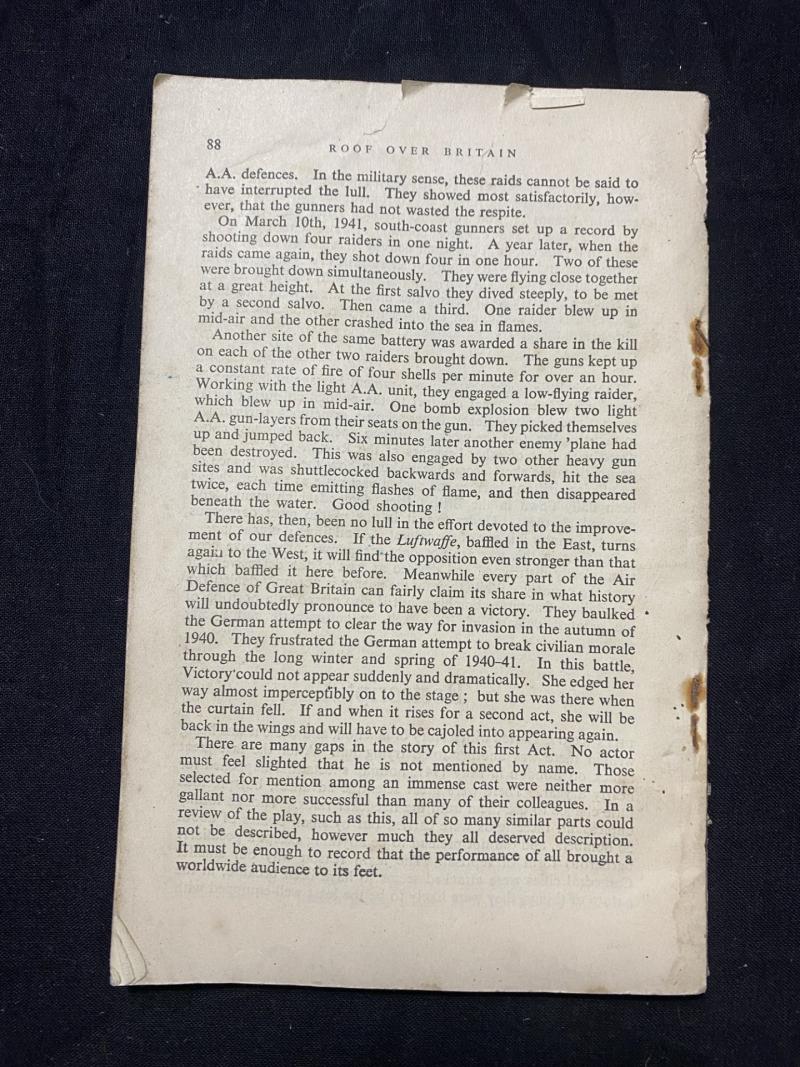 88
ROOF OVER BRITAIN
A.A. defences. In the military sense, these raids cannot be said to
have interrupted the lull. They showed most satisfactorily, how-
ever, that the gunners had not wasted the respite.
On March 10th, 1941, south-coast gunners set up a record by
shooting down four raiders in one night. A year later, when the
raids came again, they shot down four in one hour. Two of these
were brought down simultaneously. They were flying close together
at a great height. At the first salvo they dived steeply, to be met
by a second salvo. Then came a third. One raider blew up in
mid-air and the other crashed into the sea in flames.
Another site of the same battery was awarded a share in the kill
on each of the other two raiders brought down. The guns kept up
a constant rate of fire of four shells per minute for over an hour.
Working with the light A.A. unit, they engaged a low-flying raider,
which blew up in mid-air. One bomb explosion blew two light
A.A. gun-layers from their seats on the gun. They picked themselves
up and jumped back. Six minutes later another enemy 'plane had
been destroyed. This was also engaged by two other heavy gun
sites and was shuttlecocked backwards and forwards, hit the sea
twice, each time emitting flashes of flame, and then disappeared
beneath the water. Good shooting !
There has, then, been no lull in the effort devoted to the improve-
ment of our defences. If the Luftwaffe, baffled in the East, turns
again to the West, it will find the opposition even stronger than that
which baffled it here before. Meanwhile every part of the Air
Defence of Great Britain can fairly claim its share in what history
will undoubtedly pronounce to have been a victory. They baulked
the German attempt to clear the way for invasion in the autumn of
1940. They frustrated the German attempt to break civilian morale
through the long winter and spring of 1940–41. In this battle,
Victory could not appear suddenly and dramatically. She edged her
way almost imperceptibly on to the stage ; but she was there when
the curtain fell. If and when it rises for a second act, she will be
back in the wings and will have to be cajoled into appearing again.
There are many gaps in the story of this first Act. No actor
must feel slighted that he is not mentioned by name. Those
selected for mention among an immense cast were neither more
gallant nor more successful than many of their colleagues. In a
review of the play, such as this, all of so many similar parts could
not be described, however much they all deserved description.
It must be enough to record that the performance of all brought a
worldwide audience to its feet.